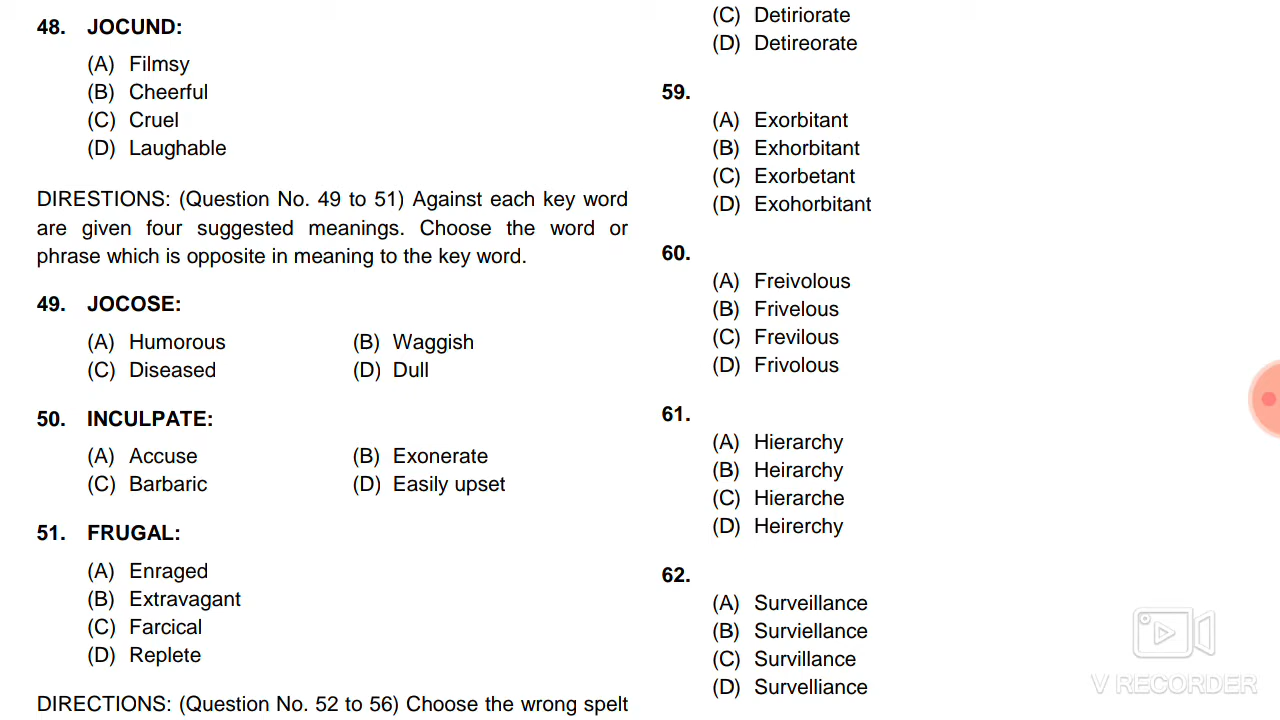 48. JOCUND:
(A) Filmsy
(B) Cheerful
(C) Cruel
(D) Laughable
DIRESTIONS: (Question No. 49 to 51) Against each key word
are given four suggested meanings. Choose the word or
phrase which is opposite in meaning to the key word.
49. JOCOSE:
(A) Humorous (B) Waggish
(C) Diseased (D) Dull
50. INCULPATE:
(A) Accuse (B) Exonerate
(C) Barbaric (D) Easily upset
51. FRUGAL:
(A) Enraged
(B) Extravagant
(C) Farcical
(D) Replete
DIRECTIONS: (Question No. 52 to 56) Choose the wrong spelt
(C) Detiriorate
(D) Detireorate
59.
(A) Exorbitant
(B) Exhorbitant
(C) Exorbetant
(D) Exohorbitant
60.
(A) Freivolous
(B) Frivelous
(C) Frevilous
(D) Frivolous
61.
(A) Hierarchy
(B) Heirarchy
(C) Hierarche
(D) Heirerchy
62.
(A) Surveillance
(B) Surviellance
(C) Survillance
(D) Survelliance
V RECORDER